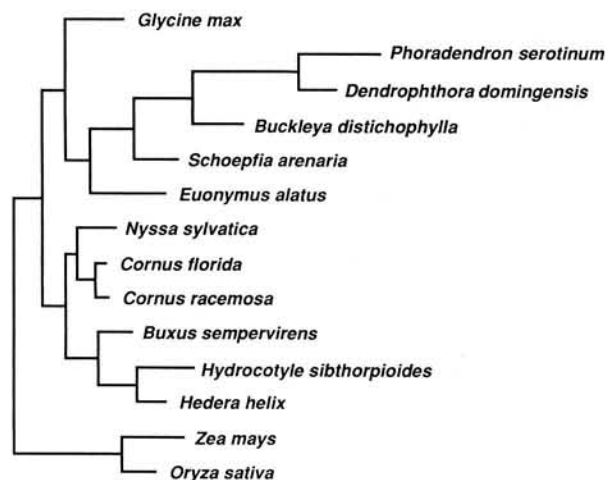 Glycine max
Phoradendron serotinum
Dendrophthora domingensis
Buckleya distichophylla
Schoepfia arenaria
Euonymus alatus
Nyssa sylvatica
Cornus florida
Cornus racemosa
Buxus sempervirens
Hydrocotyle sibthorpioides
Hedera helix
Zea mays
Oryza sativa